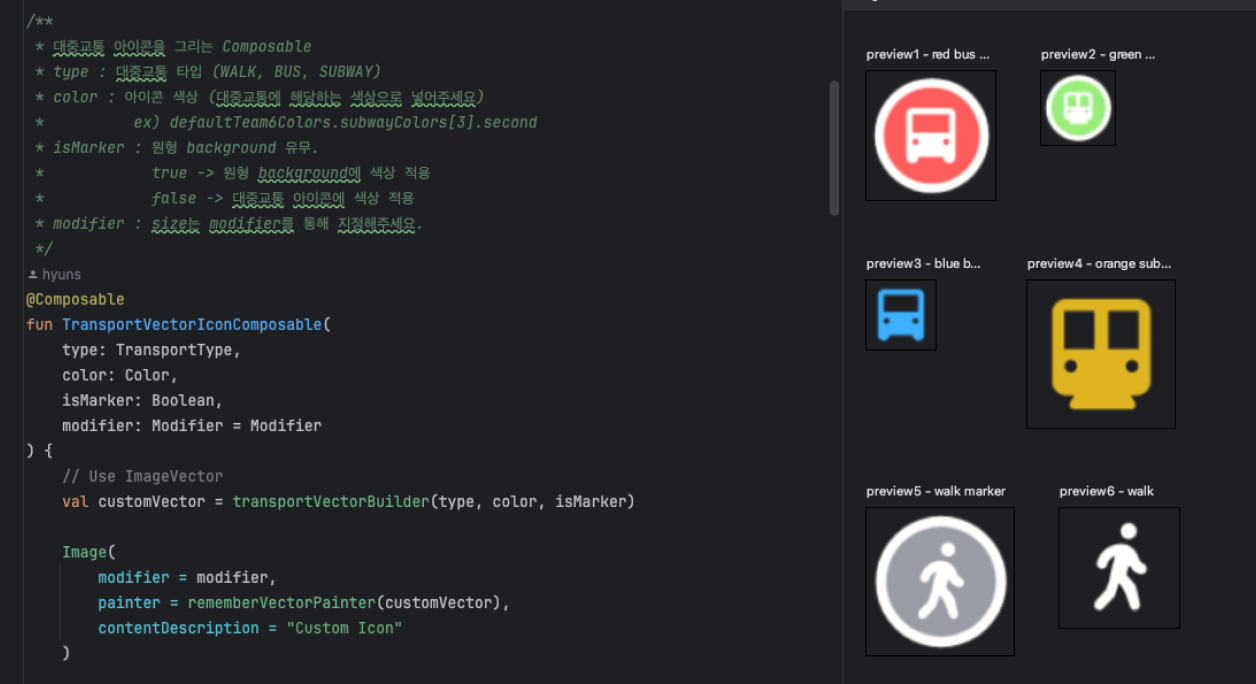 /**
 * 대중교통 아이콘을 그리는 Composable
 * type : 대중교통 타입 (WALK, BUS, SUBWAY)
 * color : 아이콘 색상 (대중교통에 해당하는 색상으로 넣어주세요)
 *          ex) defaultTeam6Colors.subwayColors[3].second
 * isMarker : 원형 background 유무.
 *            true -> 원형 background에 색상 적용
 *            false -> 대중교통 아이콘에 색상 적용
 * modifier : size는 modifier를 통해 지정해주세요.
 */
hyuns
@Composable
fun TransportVectorIconComposable(
    type: TransportType,
    color: Color,
    isMarker: Boolean,
    modifier: Modifier = Modifier
) {
    // Use ImageVector
    val customVector = transportVectorBuilder(type, color, isMarker)

    Image(
        modifier = modifier,
        painter = rememberVectorPainter(customVector),
        contentDescription = "Custom Icon"
    )
preview1 - red bus ...
preview2 - green ...
preview3 - blue b...
preview4 - orange sub...
preview5 - walk marker
preview6 - walk